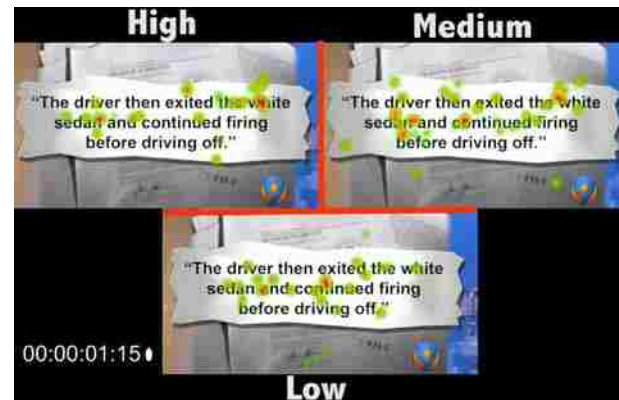 High
Medium
“The driver then exited the white
sedan and continued firing
before driving off.”
“The driver then exited the white
sedan and continued firing
before driving off.”
“The driver then exited the white
sedan and continued firing
before driving off.”
00:00:01:15
Low